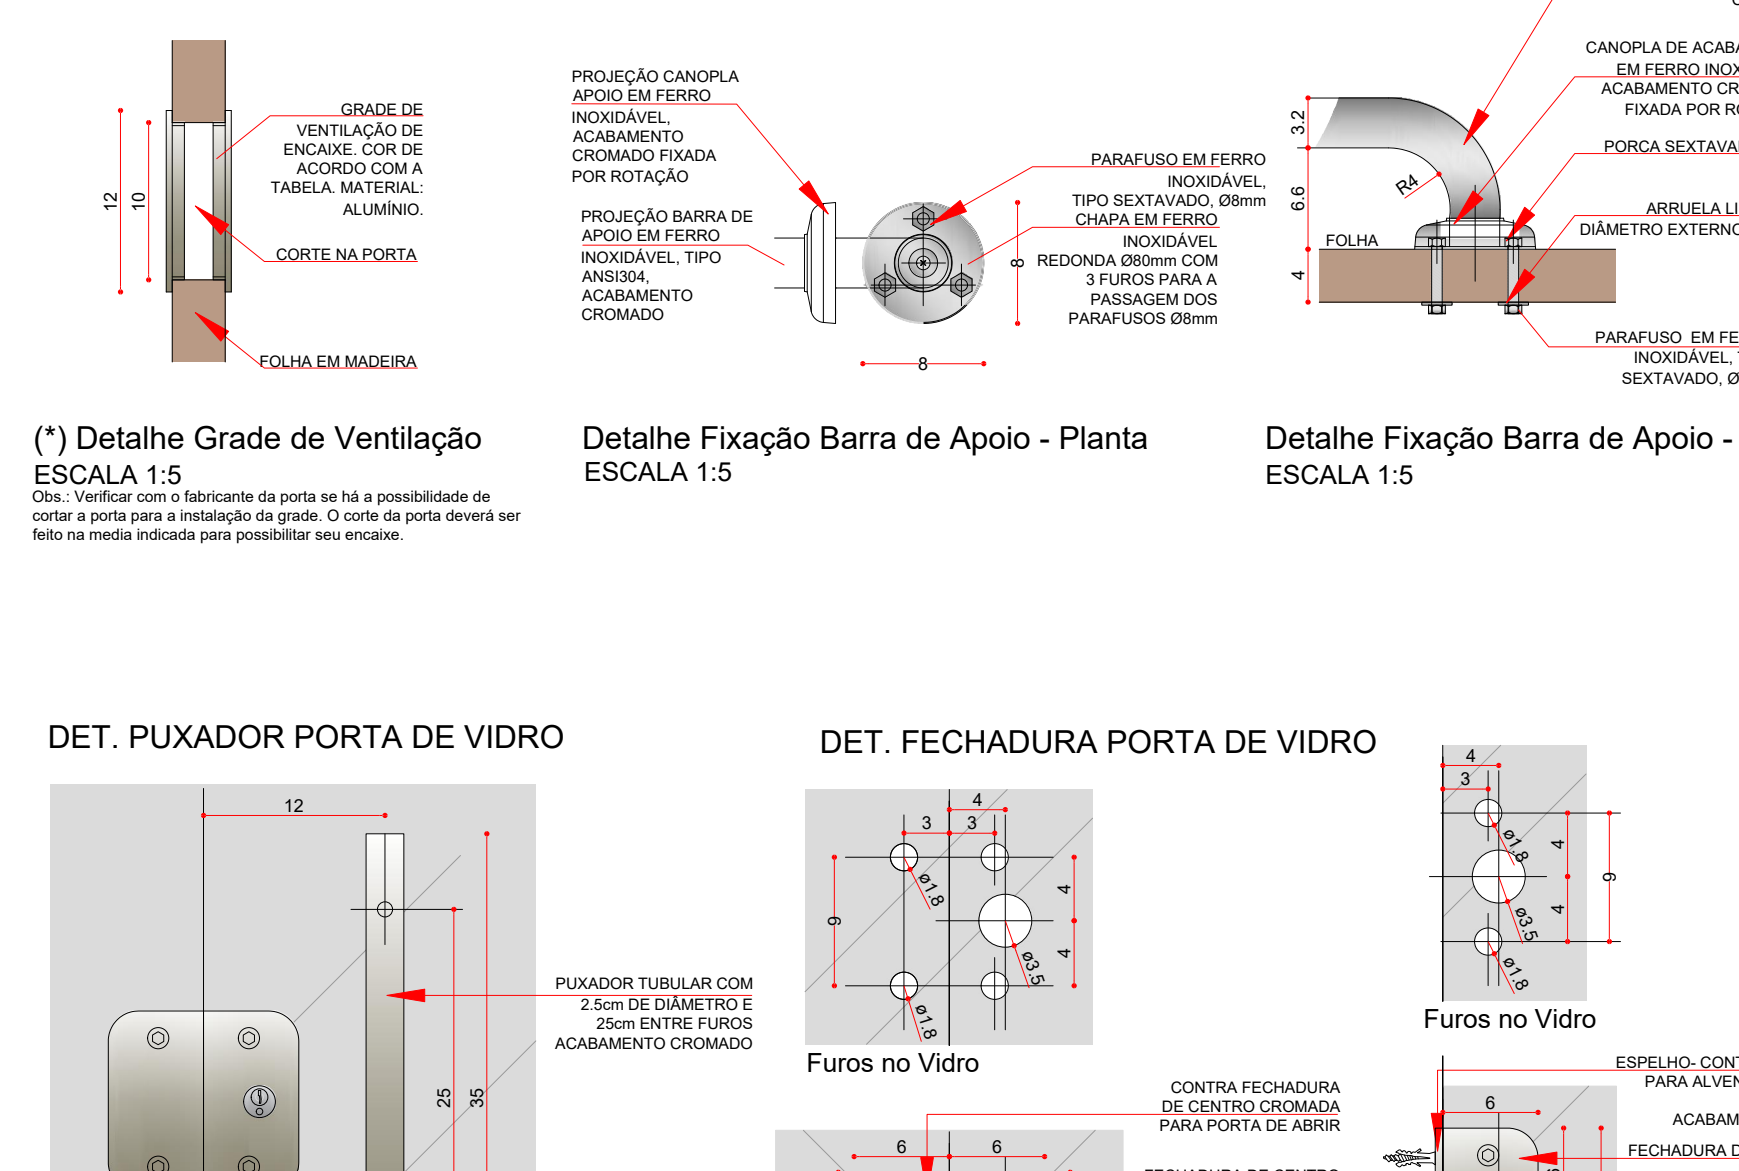 GRADE DE
VENTILAÇÃO DE
ENCAIXE. COR DE
ACORDO COM A
TABELA. MATERIAL:
ALUMÍNIO.
12
10
CORTE NA PORTA
FOLHA EM MADEIRA
(*) Detalhe Grade de Ventilação
ESCALA 1:5
Obs.: Verificar com o fabricante da porta se há a possibilidade de
cortar a porta para a instalação da grade. O corte da porta deverá ser
feito na media indicada para possibilitar seu encaixe.
PROJEÇÃO CANOPLA
APOIO EM FERRO
INOXIDÁVEL,
ACABAMENTO
CROMADO FIXADA
POR ROTAÇÃO
PROJEÇÃO BARRA DE
APOIO EM FERRO
INOXIDÁVEL, TIPO
ANSI304,
ACABAMENTO
CROMADO
PARAFUSO EM FERRO
INOXIDÁVEL,
TIPO SEXTAVADO, Ø8mm
CHAPA EM FERRO
INOXIDÁVEL
REDONDA Ø80mm COM
3 FUROS PARA A
PASSAGEM DOS
PARAFUSOS Ø8mm
8
8
Detalhe Fixação Barra de Apoio - Planta
ESCALA 1:5
CANOPLA DE ACABA
EM FERRO INOX
ACABAMENTO CR
FIXADA POR RO
PORCA SEXTAVA
ARRUELA LI
DIÂMETRO EXTERNO
3.2
6.6
4
R4
FOLHA
PARAFUSO EM FE
INOXIDÁVEL, T
SEXTAVADO, Ø
Detalhe Fixação Barra de Apoio -
ESCALA 1:5
DET. PUXADOR PORTA DE VIDRO
12
25
35
PUXADOR TUBULAR COM
2.5cm DE DIÂMETRO E
25cm ENTRE FUROS
ACABAMENTO CROMADO
DET. FECHADURA PORTA DE VIDRO
4
3
3
ø1.8
9
4
4
ø3.5
ø1.8
Furos no Vidro
4
3
ø1.8
4
9
4
ø3.5
ø1.8
Furos no Vidro
CONTRA FECHADURA
DE CENTRO CROMADA
PARA PORTA DE ABRIR
6
6
FECHADURA DE CENTRO
ESPELHO- CONT
PARA ALVEN
6
ACABAM
FECHADURA D